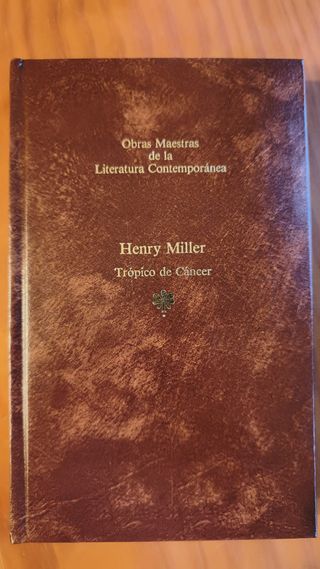 Obras Maestras
de la
Literatura Contemporánea
Henry Miller
Trópico de Cáncer